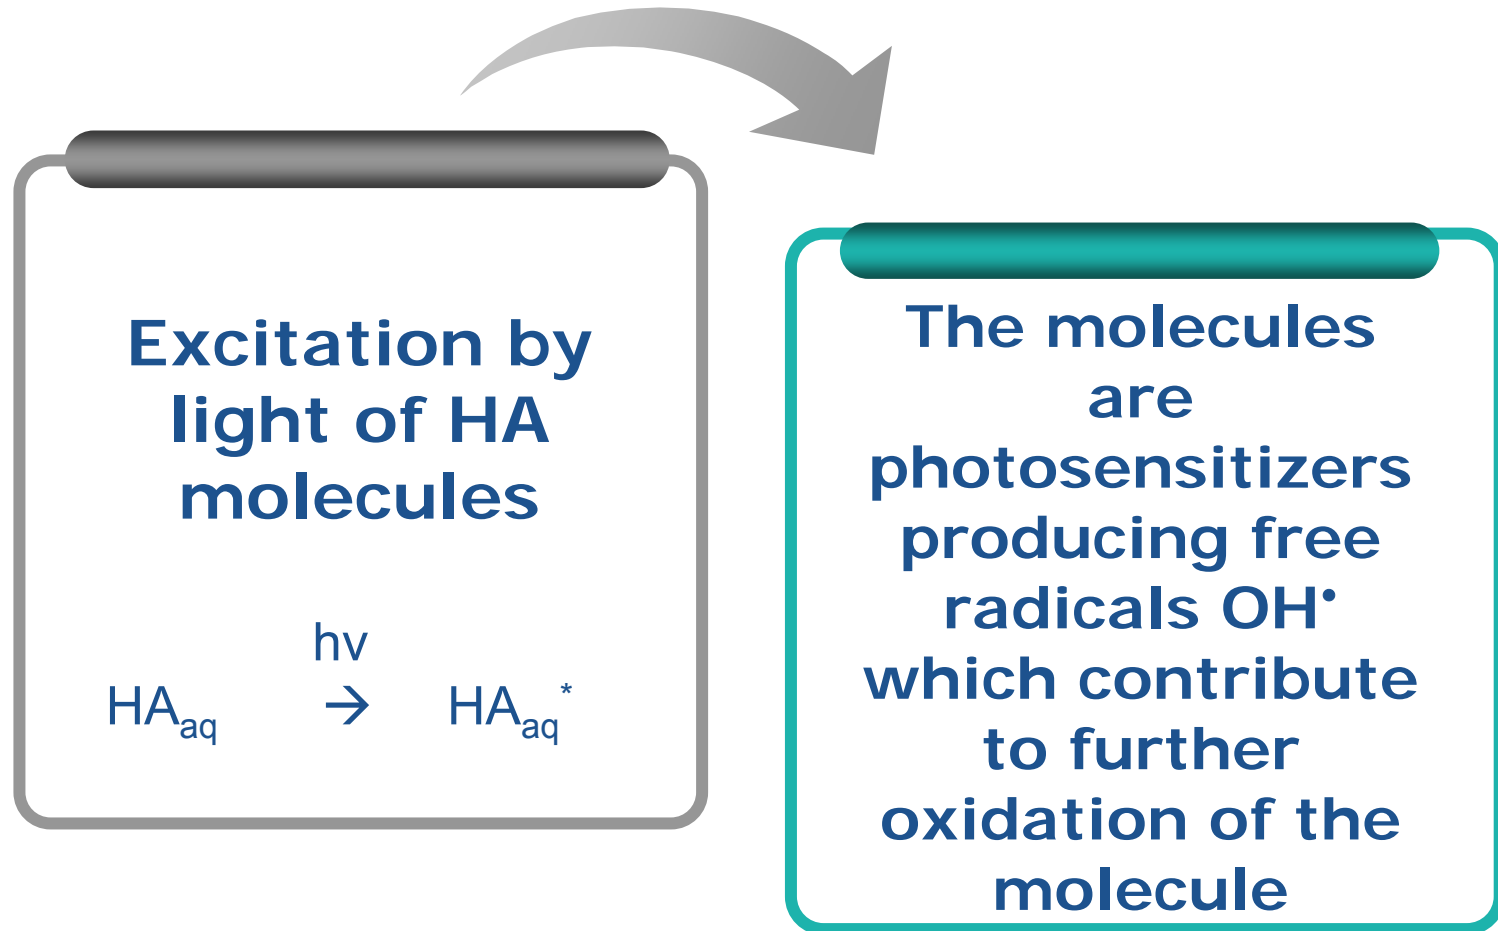 Excitation by
light of HA
molecules
hν
HAaq → HAaq*
The molecules
are
photosensitizers
producing free
radicals OH•
which contribute
to further
oxidation of the
molecule